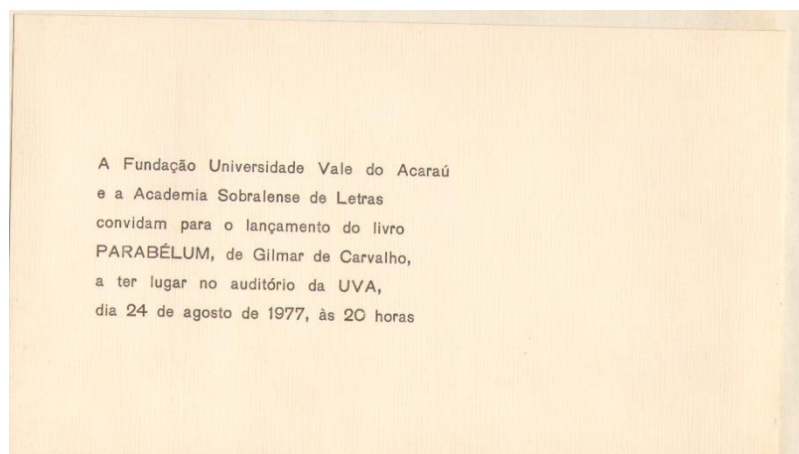 A Fundação Universidade Vale do Acaraú
e a Academia Sobralense de Letras
convidam para o lançamento do livro
PARABÉLUM, de Gilmar de Carvalho,
a ter lugar no auditório da UVA,
dia 24 de agosto de 1977, às 20 horas